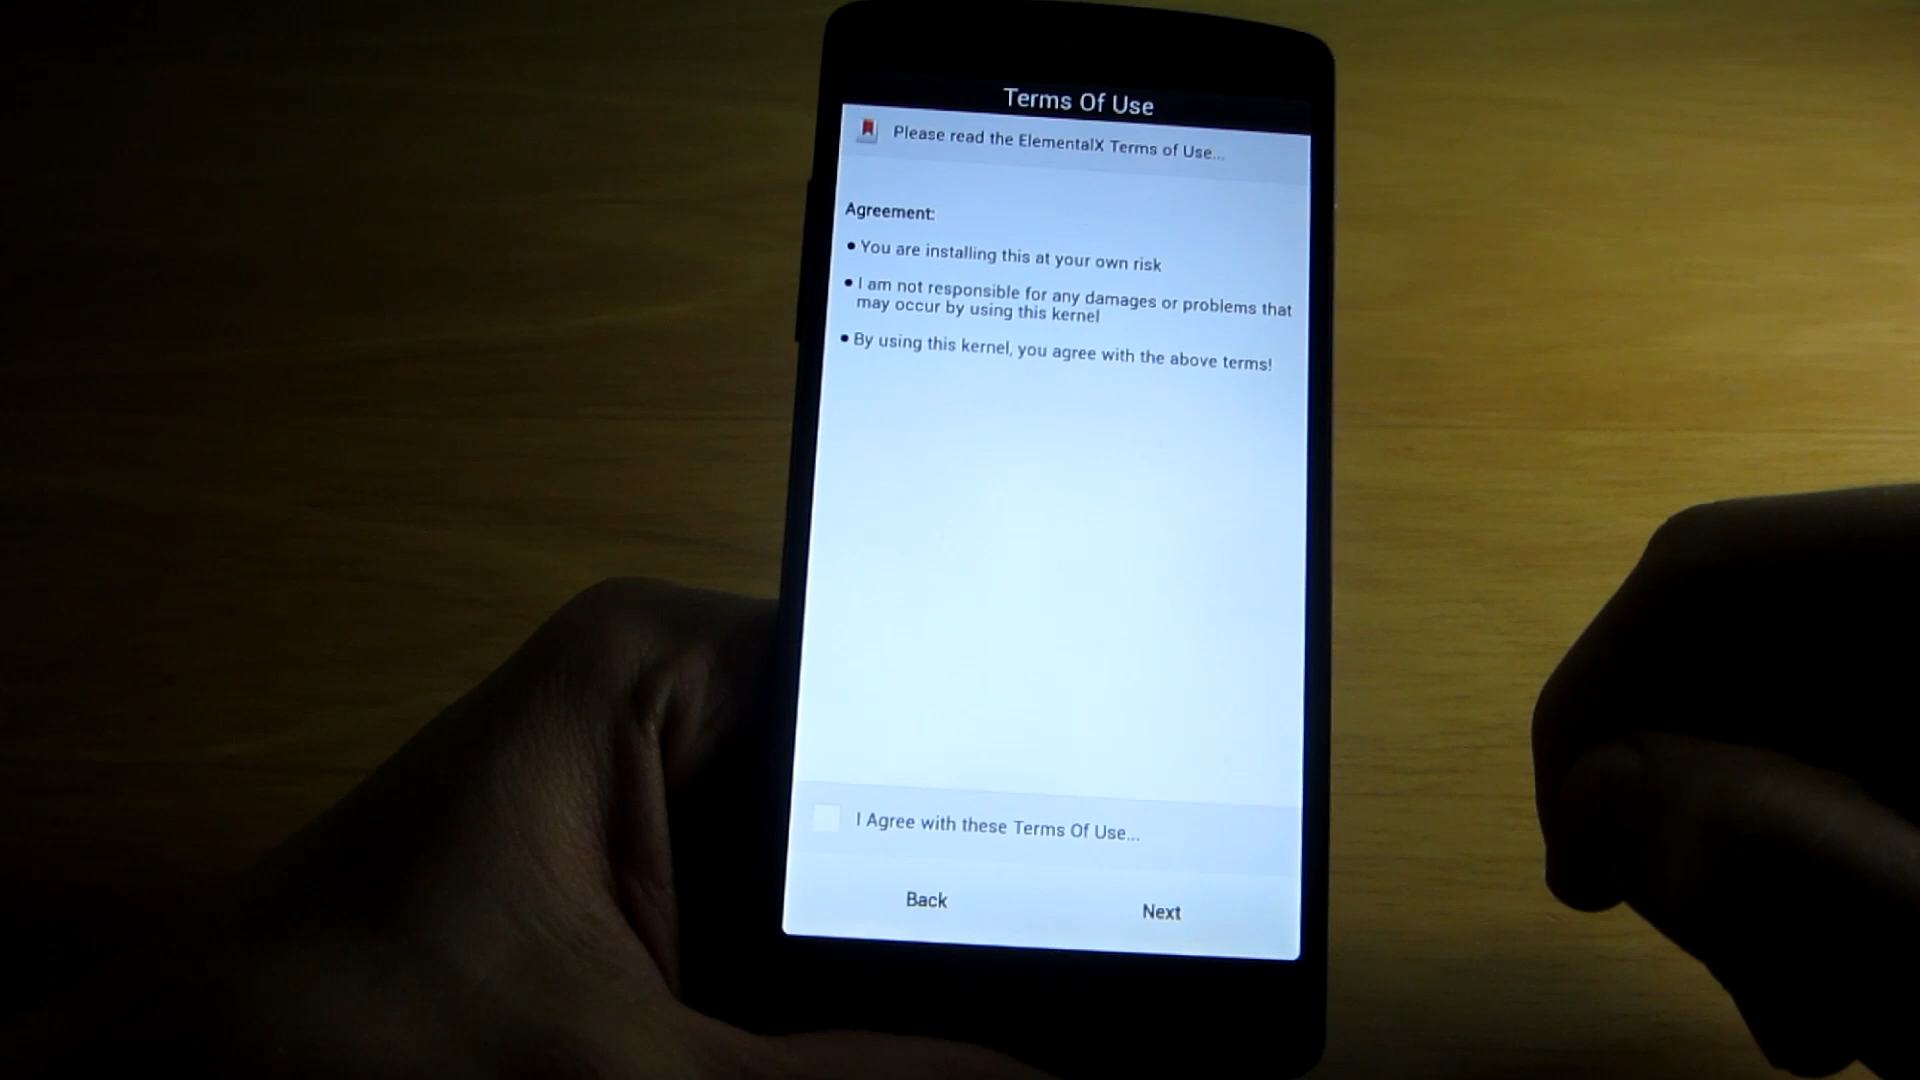 Terms Of Use
Please read the ElementalX Terms of Use...
Agreement:
● You are installing this at your own risk
● I am not responsible for any damages or problems that
may occur by using this kernel
● By using this kernel, you agree with the above terms!
I Agree with these Terms Of Use...
Back
Next